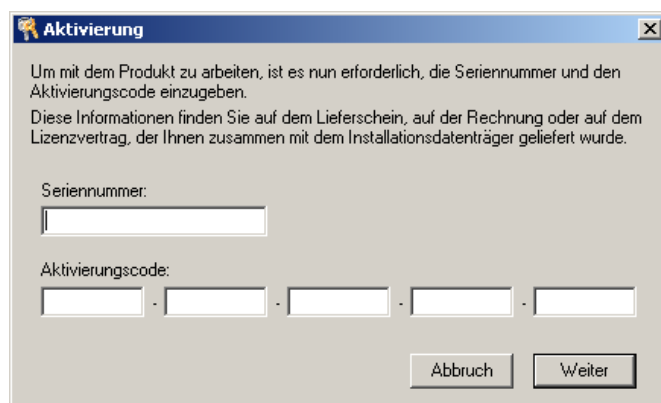 Aktivierung
Um mit dem Produkt zu arbeiten, ist es nun erforderlich, die Seriennummer und den
Aktivierungscode einzugeben.
Diese Informationen finden Sie auf dem Lieferschein, auf der Rechnung oder auf dem
Lizenzvertrag, der Ihnen zusammen mit dem Installationsdatenträger geliefert wurde.
Seriennummer:
Aktivierungscode:
- - - -
Abbruch Weiter